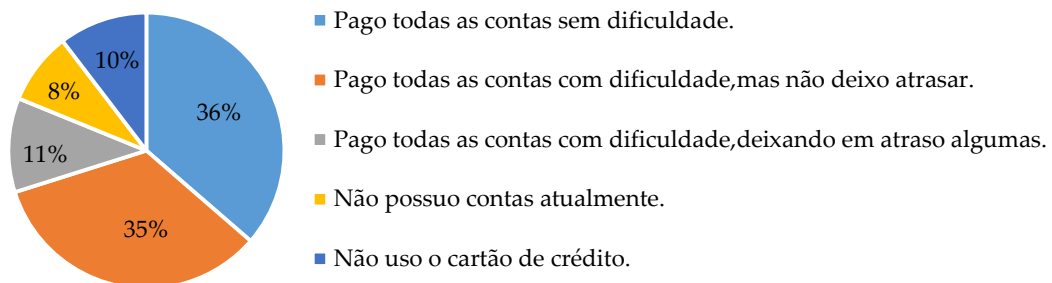 Pago todas as contas sem dificuldade.
10%
36%
Pago todas as contas com dificuldade,mas não deixo atrasar.
8%
Pago todas as contas com dificuldade,deixando em atraso algumas.
11%
Não possuo contas atualmente.
35%
Não uso o cartão de crédito.